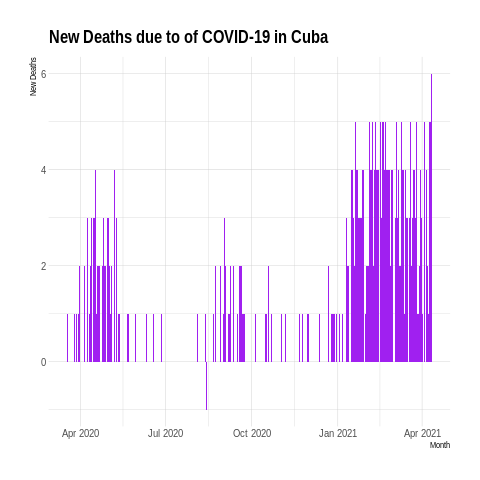 New Deaths due to of COVID-19 in Cuba
New Deaths
6
4
2
0
Apr 2020 Jul 2020 Oct 2020 Jan 2021 Apr 2021
Month